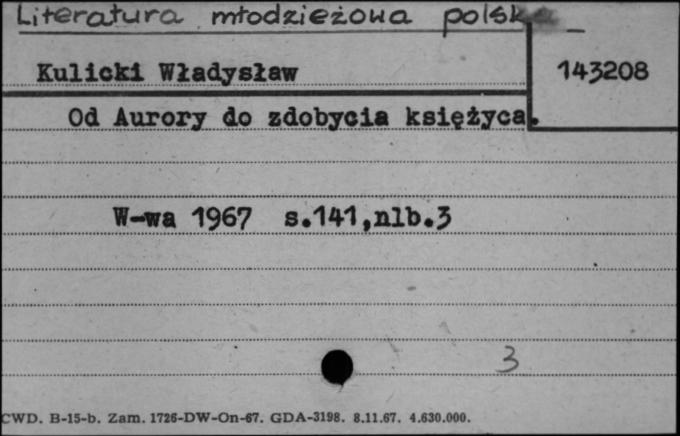 Literatura młodzieżowa polska
143208
Kulicki Władysław
Od Aurory do zdobycia księżyca.
W-wa 1967 s.141,nlb.3
3
CWD. B-15-b. Zam. 1726-DW-On-67. GDA-3198. 8.11.67. 4.630.000.